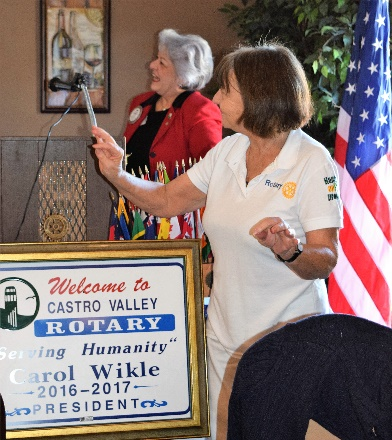 Welcome to
CASTRO VALLEY
ROTARY
Serving Humanity"
Carol Wikle
-2016-2017-
PRESIDENT
Rotary